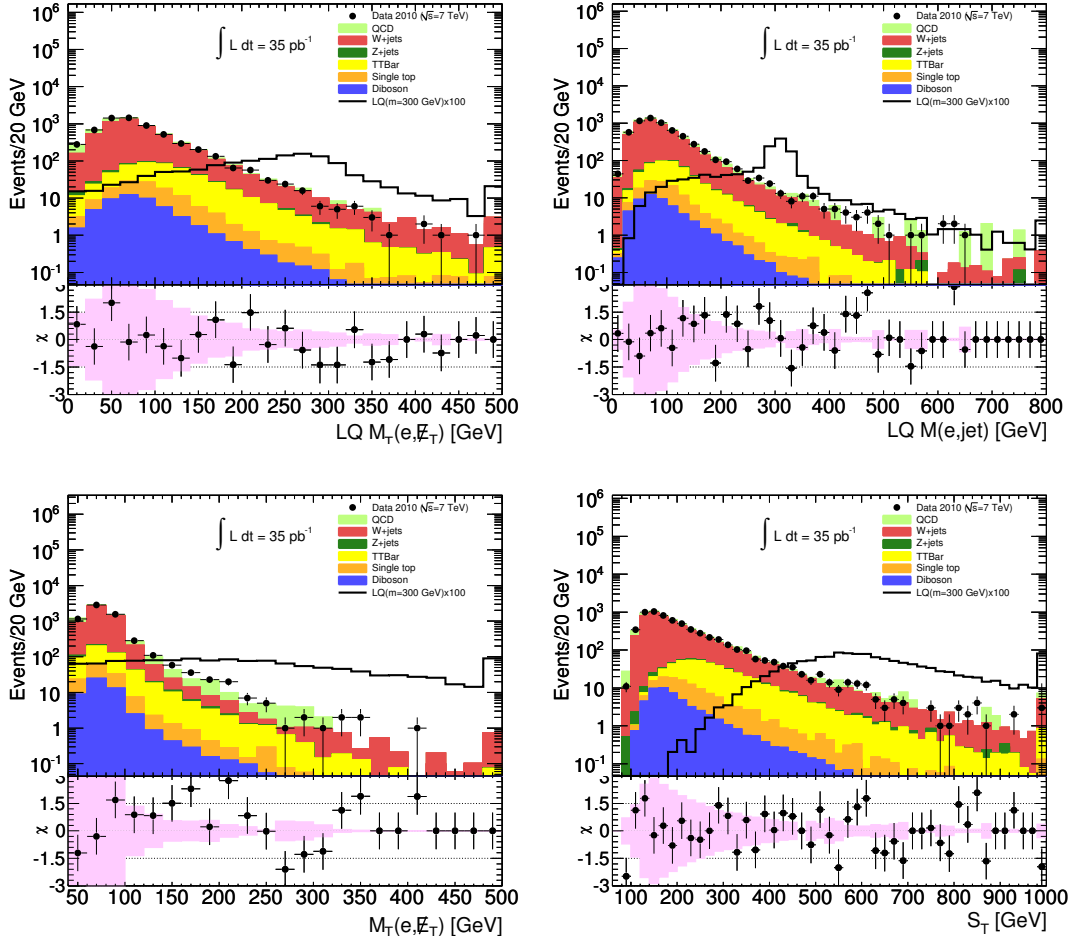 10⁶
10⁵
10⁴
10³
10²
10
1
10⁻¹
Events/20 GeV
∫ L dt = 35 pb⁻¹
Data 2010 (√s=7 TeV)
QCD
W+jets
Z+jets
TTBar
Single top
Diboson
LQ(m=300 GeV)x100
3
1.5
0
-1.5
-3
χ
0 50 100 150 200 250 300 350 400 450 500
LQ M_T(e,E̸_T) [GeV]
10⁶
10⁵
10⁴
10³
10²
10
1
10⁻¹
Events/20 GeV
∫ L dt = 35 pb⁻¹
Data 2010 (√s=7 TeV)
QCD
W+jets
Z+jets
TTBar
Single top
Diboson
LQ(m=300 GeV)x100
3
1.5
0
-1.5
-3
χ
0 100 200 300 400 500 600 700 800
LQ M(e,jet) [GeV]
10⁶
10⁵
10⁴
10³
10²
10
1
10⁻¹
Events/20 GeV
∫ L dt = 35 pb⁻¹
Data 2010 (√s=7 TeV)
QCD
W+jets
Z+jets
TTBar
Single top
Diboson
LQ(m=300 GeV)x100
3
1.5
0
-1.5
-3
χ
50 100 150 200 250 300 350 400 450 500
M_T(e,E̸_T) [GeV]
10⁶
10⁵
10⁴
10³
10²
10
1
10⁻¹
Events/20 GeV
∫ L dt = 35 pb⁻¹
Data 2010 (√s=7 TeV)
QCD
W+jets
Z+jets
TTBar
Single top
Diboson
LQ(m=300 GeV)x100
3
1.5
0
-1.5
-3
χ
100 200 300 400 500 600 700 800 900 1000
S_T [GeV]